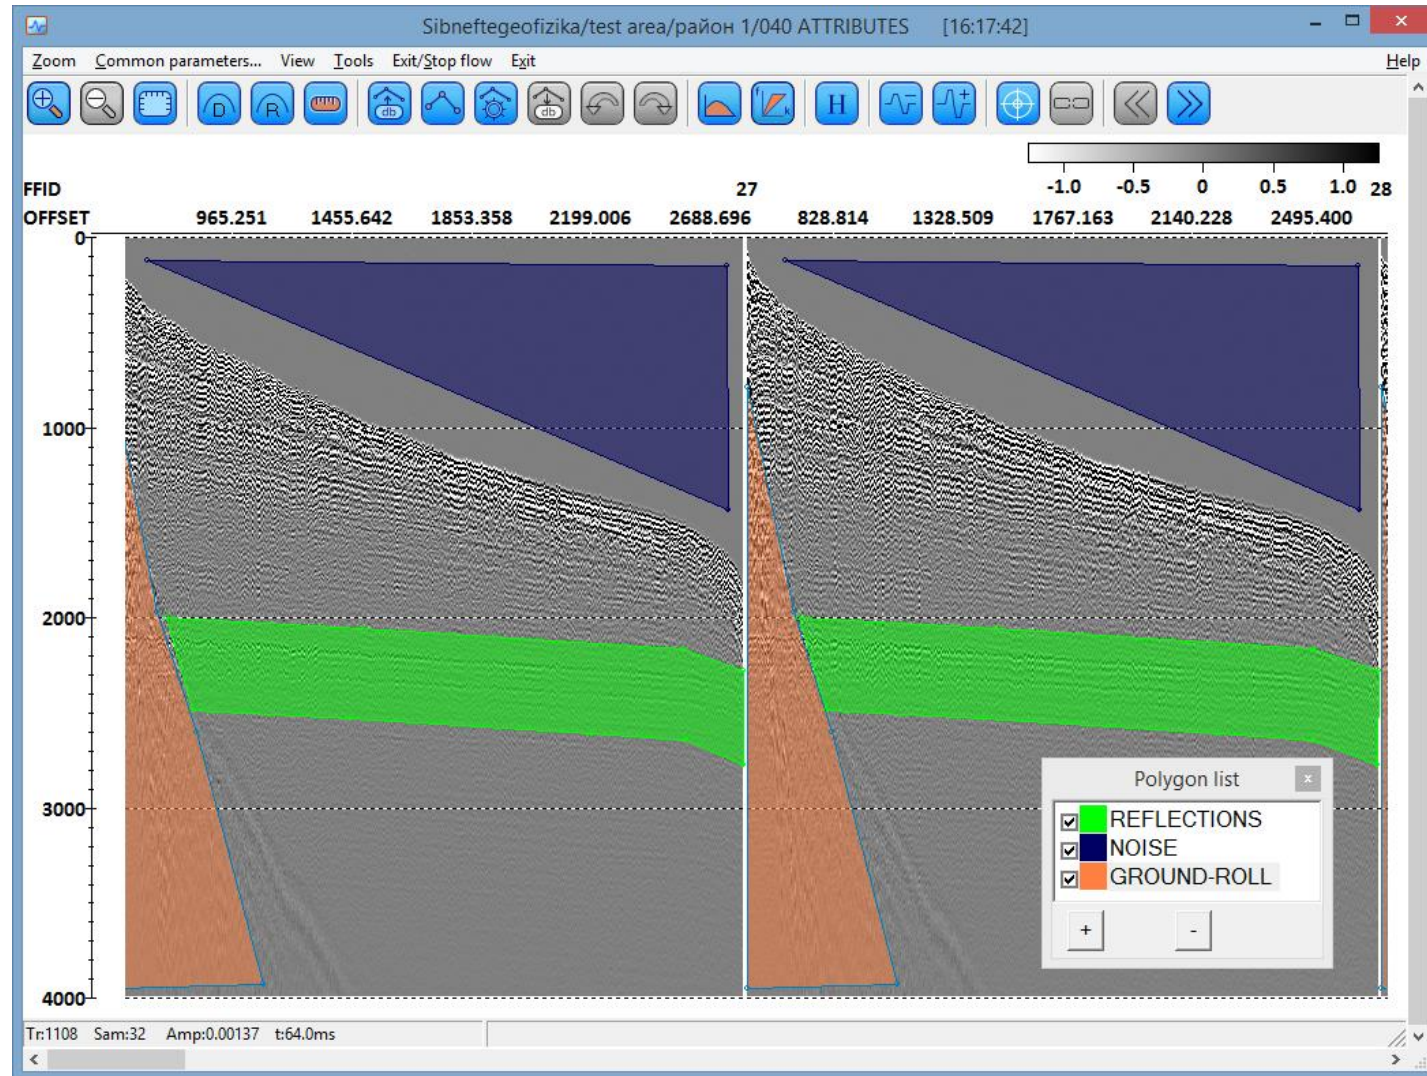 Sibneftegeofizika/test area/район 1/040 ATTRIBUTES [16:17:42]
Zoom Common parameters... View Tools Exit/Stop flow Exit Help
D R db db f k H
-1.0 -0.5 0 0.5 1.0
FFID 27 28
OFFSET 965.251 1455.642 1853.358 2199.006 2688.696 828.814 1328.509 1767.163 2140.228 2495.400
0
1000
2000
3000
4000
Polygon list x
REFLECTIONS
NOISE
GROUND-ROLL
+ -
Tr:1108 Sam:32 Amp:0.00137 t:64.0ms